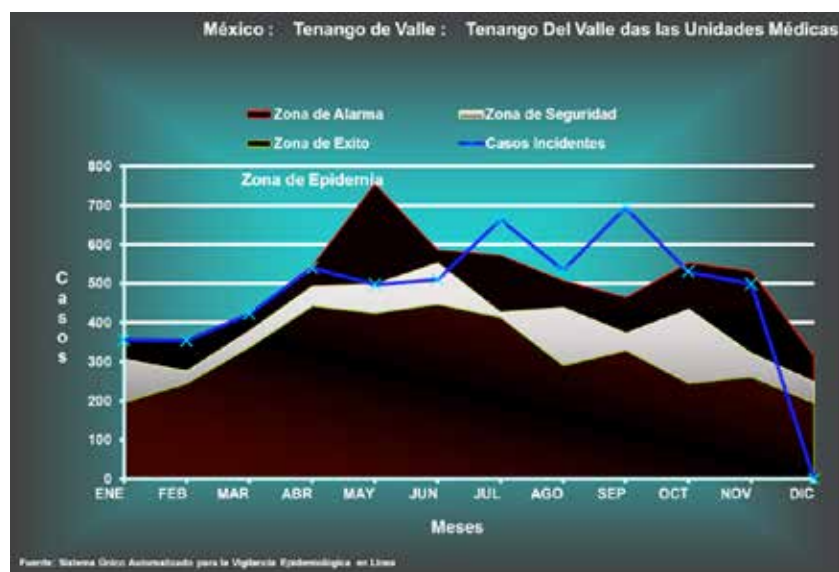 México : Tenango de Valle : Tenango Del Valle das las Unidades Médicas
Zona de Alarma Zona de Seguridad
Zona de Exito Casos Incidentes
Zona de Epidemia
800
700
600
500
400
300
200
100
0
Casos
ENE FEB MAR ABR MAY JUN JUL AGO SEP OCT NOV DIC
Meses
Fuente: Sistema Único Automatizado para la Vigilancia Epidemiológica en Linea